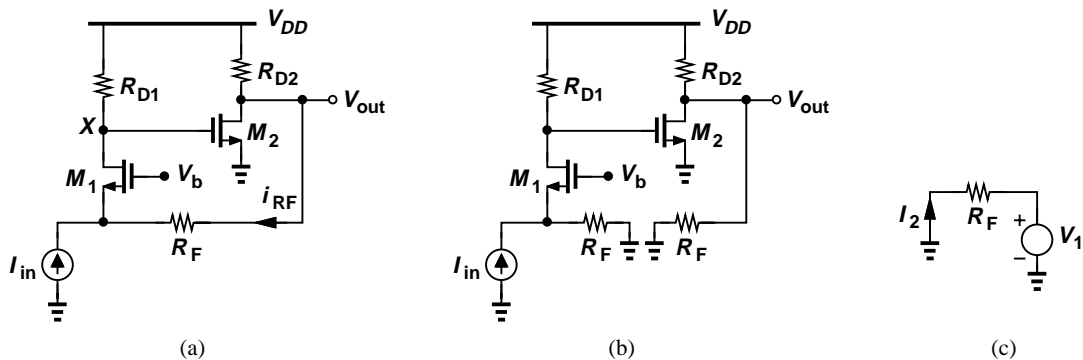 V_DD
R_D1
R_D2
V_out
X
M_2
M_1
V_b
i_RF
R_F
I_in
(a)
V_DD
R_D1
R_D2
V_out
M_2
M_1
V_b
R_F
R_F
I_in
(b)
I_2
R_F
+
−
V_1
(c)